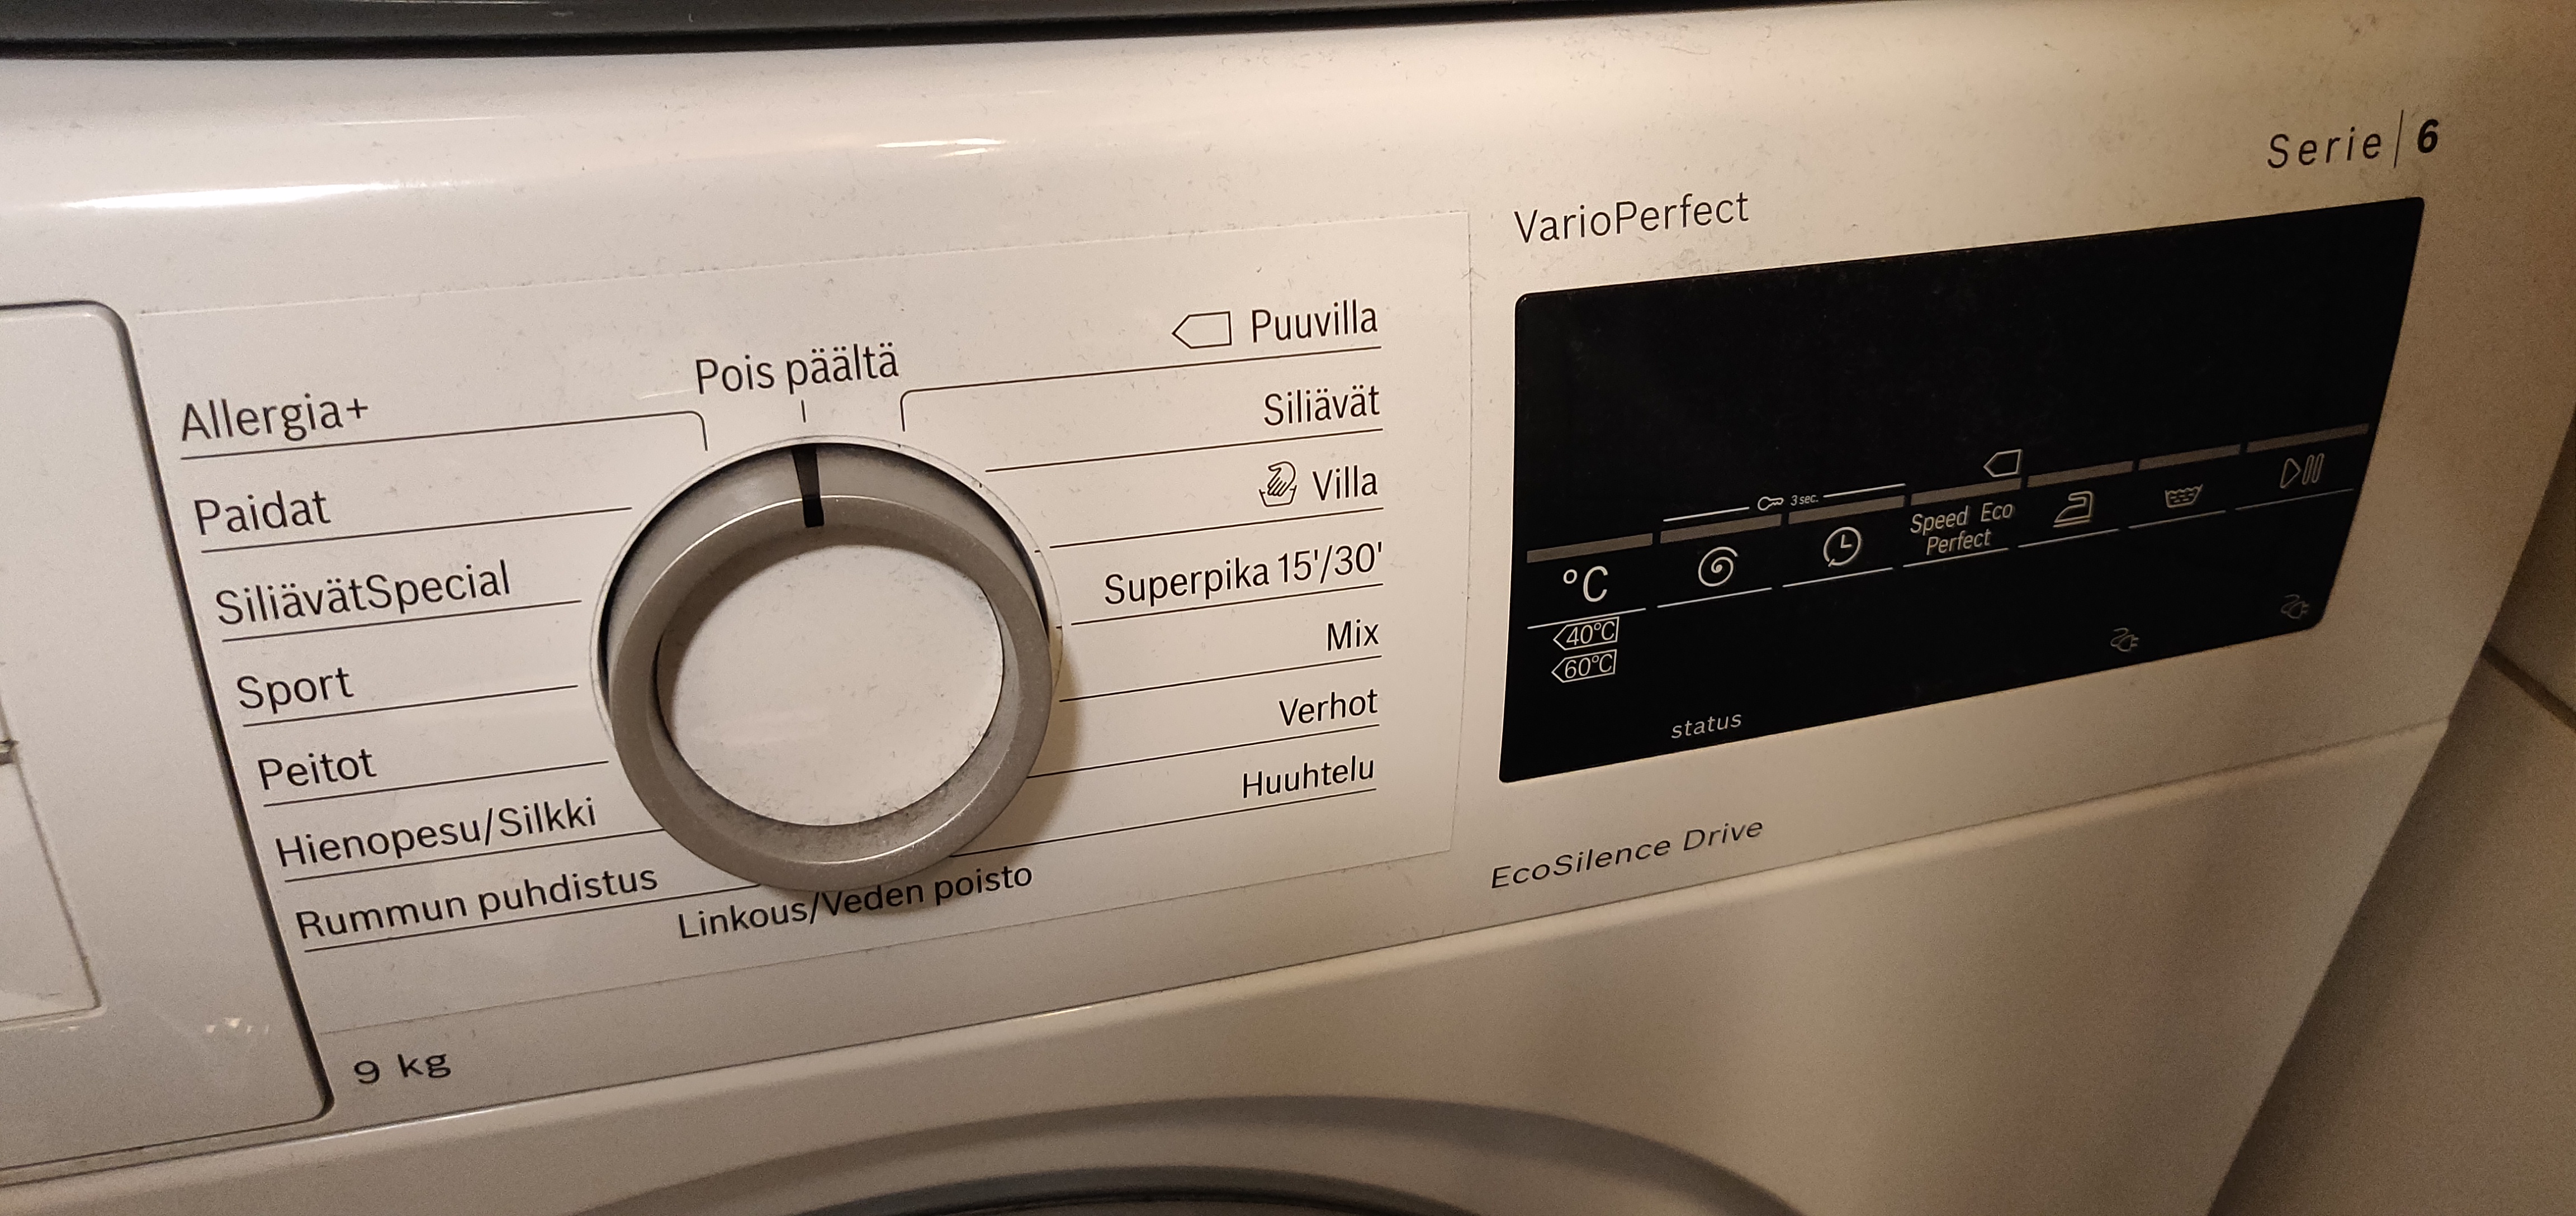 Serie | 6
VarioPerfect
Pois päältä
Allergia+
Paidat
SiliävätSpecial
Sport
Peitot
Hienopesu/Silkki
Rummun puhdistus
Linkous/Veden poisto
Puuvilla
Siliävät
Villa
Superpika 15'/30'
Mix
Verhot
Huuhtelu
9 kg
3 sec.
°C
Speed Eco
Perfect
40°C
60°C
status
EcoSilence Drive